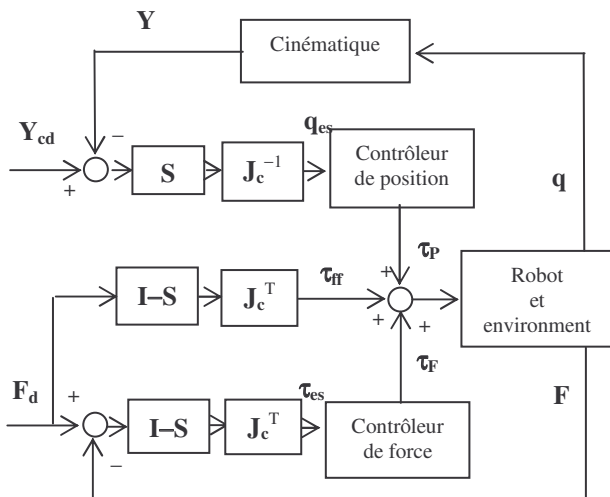 Y
Cinématique
Y_cd
−
q_es
+
S
J_c^−1
Contrôleur
de position
q
τ_P
+
τ_ff
I−S
J_c^T
+
+
Robot
et
environment
τ_F
F_d
+
τ_es
F
I−S
J_c^T
Contrôleur
de force
−